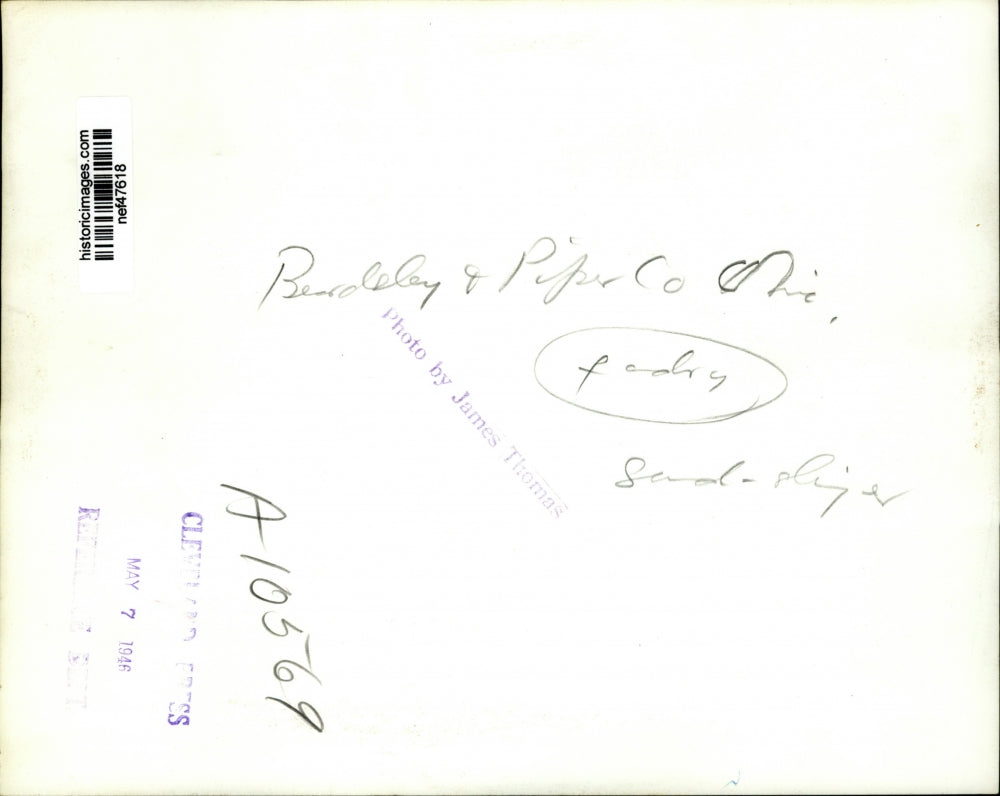 historicimages.com
nef47618
Beardsley & Piper Co
Photo by James Thomas
sand-slinger
A-10569
CLEVELAND PRESS
MAY 7 1946